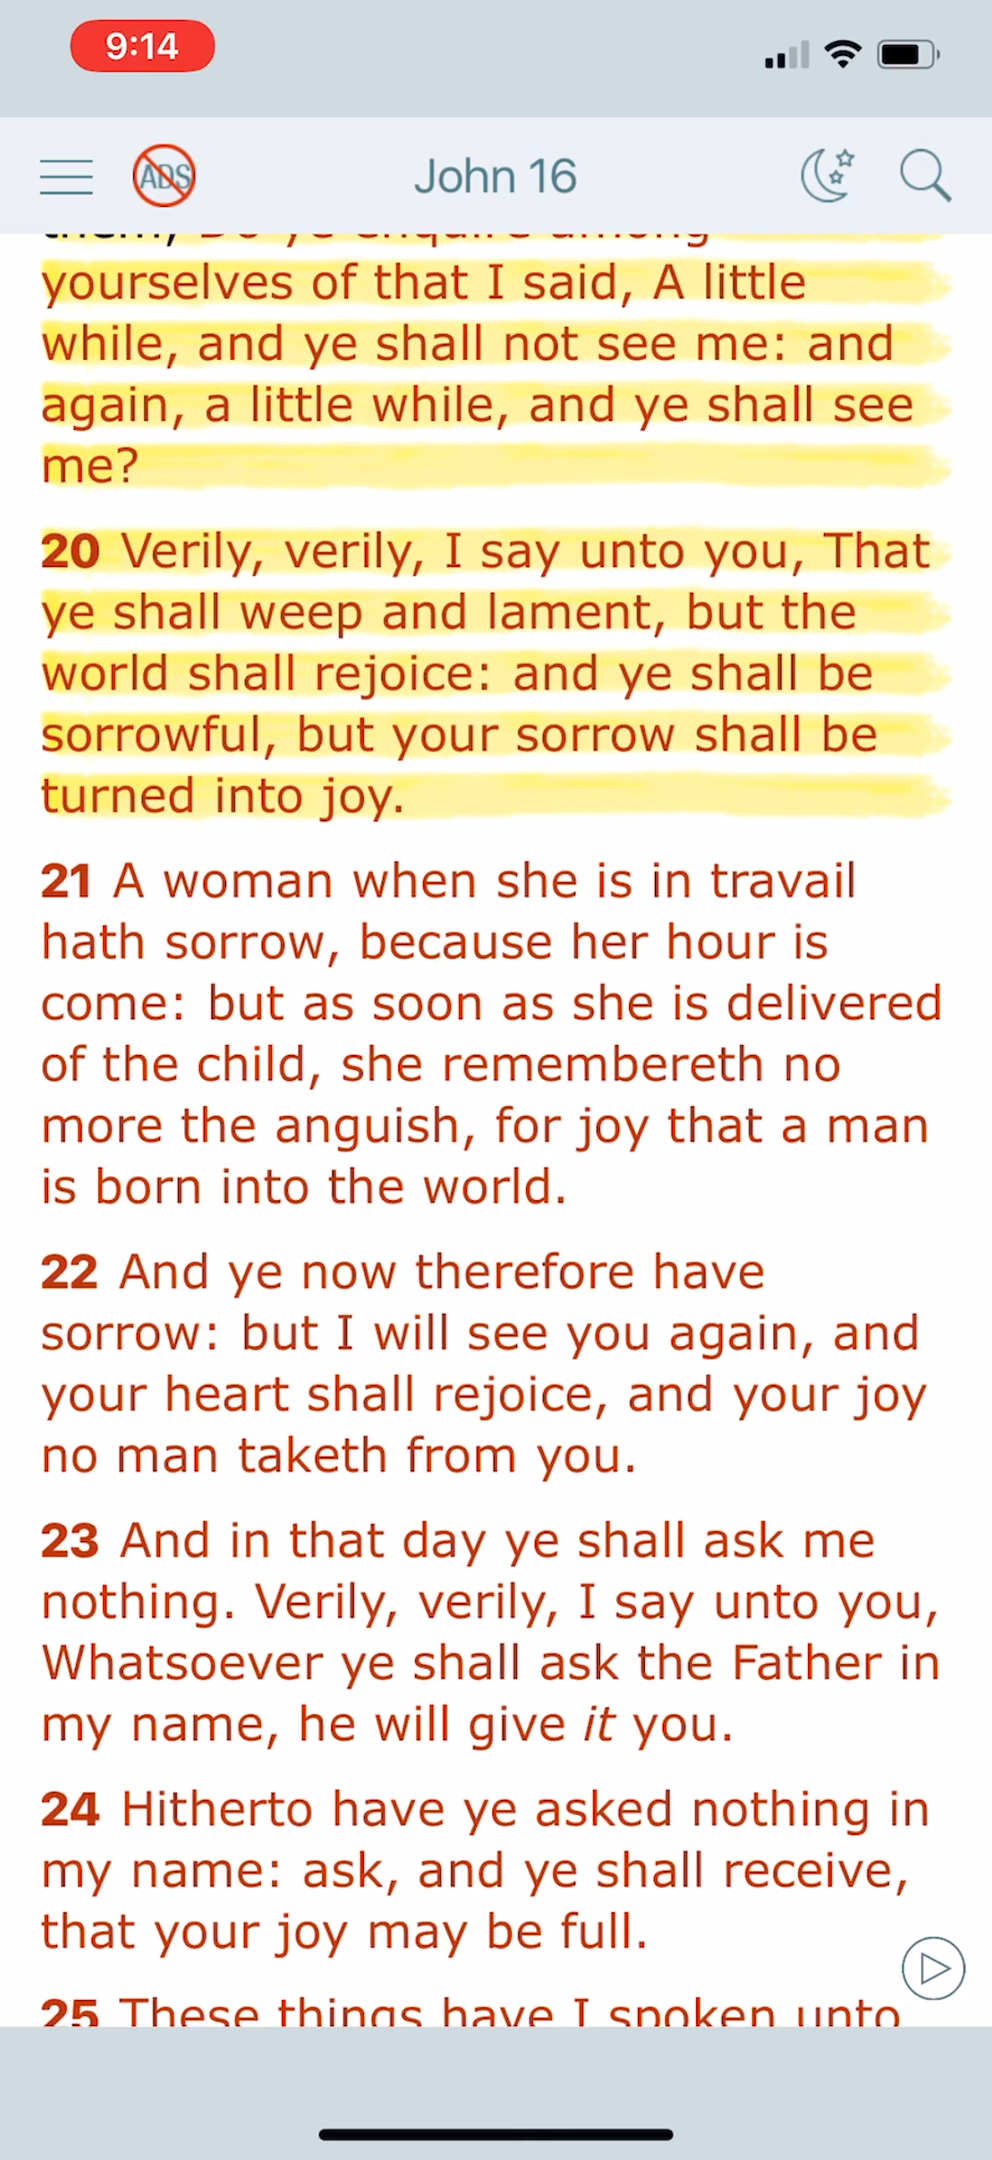 9:14
ADS
John 16
them, Do ye enquire among
yourselves of that I said, A little
while, and ye shall not see me: and
again, a little while, and ye shall see
me?
20 Verily, verily, I say unto you, That
ye shall weep and lament, but the
world shall rejoice: and ye shall be
sorrowful, but your sorrow shall be
turned into joy.
21 A woman when she is in travail
hath sorrow, because her hour is
come: but as soon as she is delivered
of the child, she remembereth no
more the anguish, for joy that a man
is born into the world.
22 And ye now therefore have
sorrow: but I will see you again, and
your heart shall rejoice, and your joy
no man taketh from you.
23 And in that day ye shall ask me
nothing. Verily, verily, I say unto you,
Whatsoever ye shall ask the Father in
my name, he will give it you.
24 Hitherto have ye asked nothing in
my name: ask, and ye shall receive,
that your joy may be full.
25 These things have I spoken unto